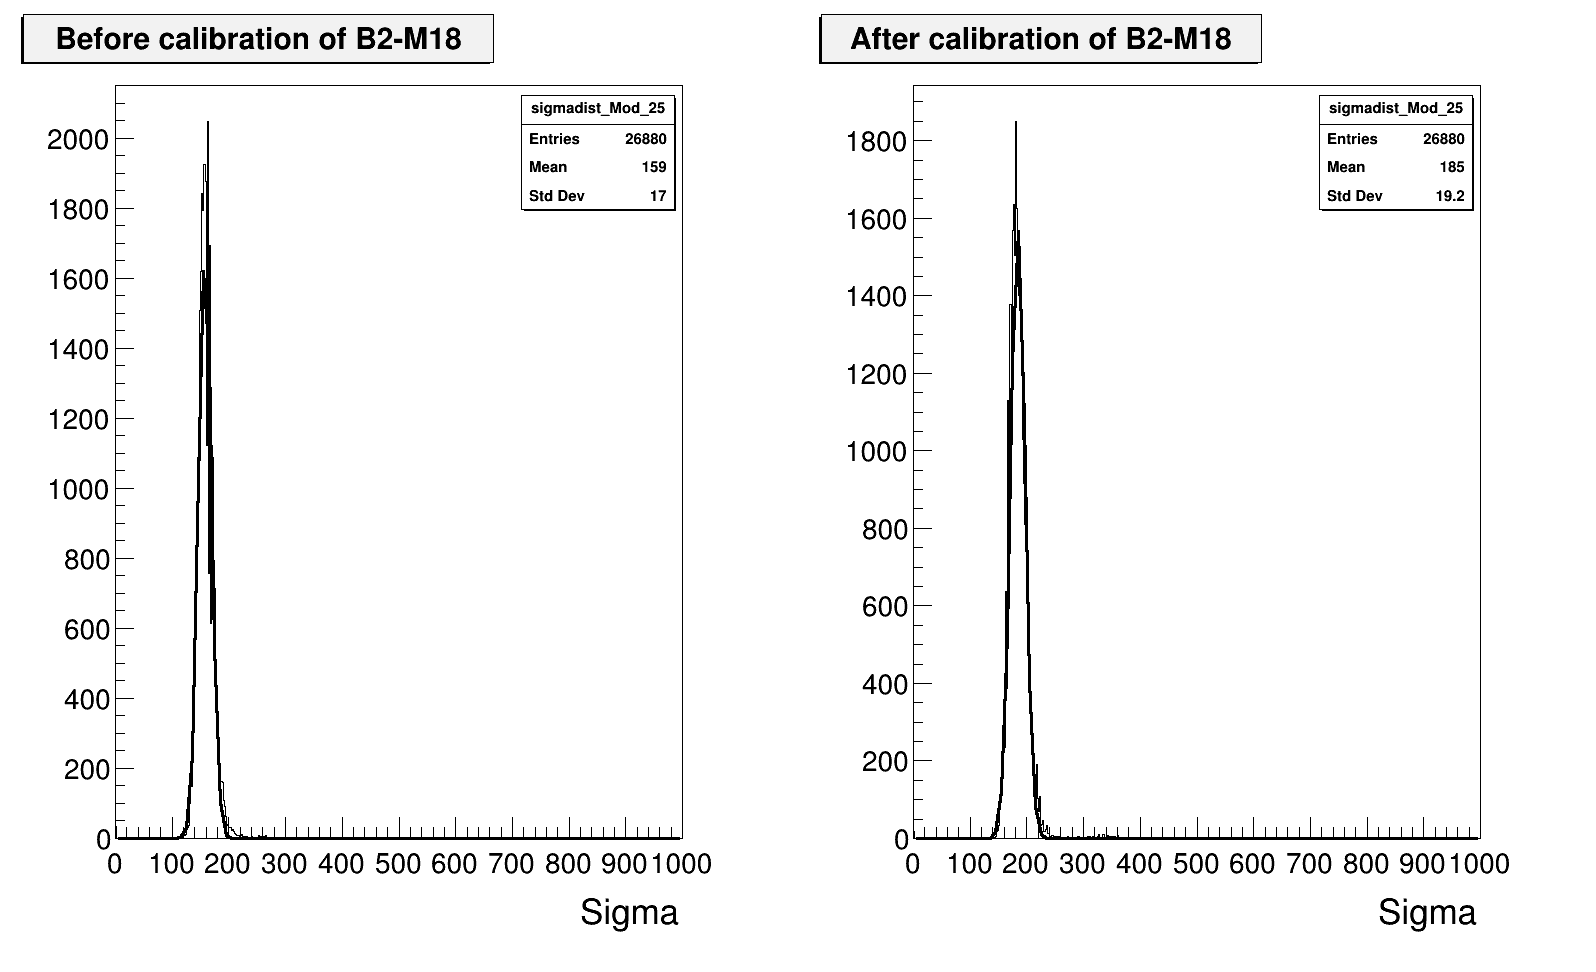 Before calibration of B2-M18
sigmadist_Mod_25
Entries 26880
Mean 159
Std Dev 17
2000
1800
1600
1400
1200
1000
800
600
400
200
0
0 100 200 300 400 500 600 700 800 900 1000
Sigma
After calibration of B2-M18
sigmadist_Mod_25
Entries 26880
Mean 185
Std Dev 19.2
1800
1600
1400
1200
1000
800
600
400
200
0
0 100 200 300 400 500 600 700 800 900 1000
Sigma